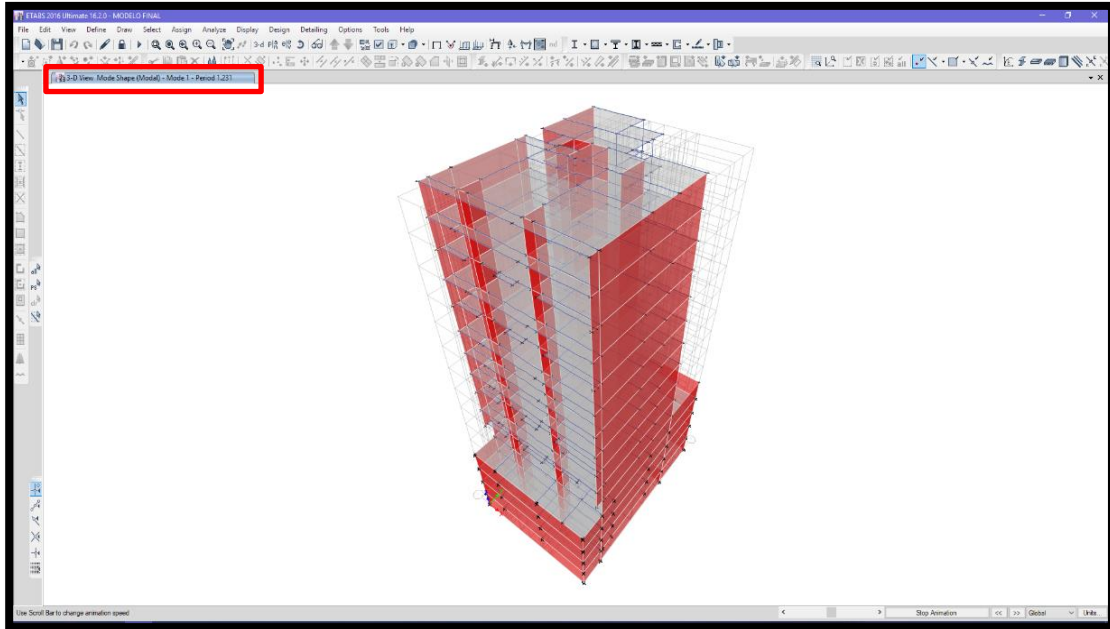 ETABS 2016 Ultimate 16.2.0 - MODELO FINAL
File Edit View Define Draw Select Assign Analyze Display Design Detailing Options Tools Help
3-D View Mode Shape (Modal) - Mode 1 - Period 1.231
Use Scroll Bar to change animation speed
Stop Animation << >> Global Units...